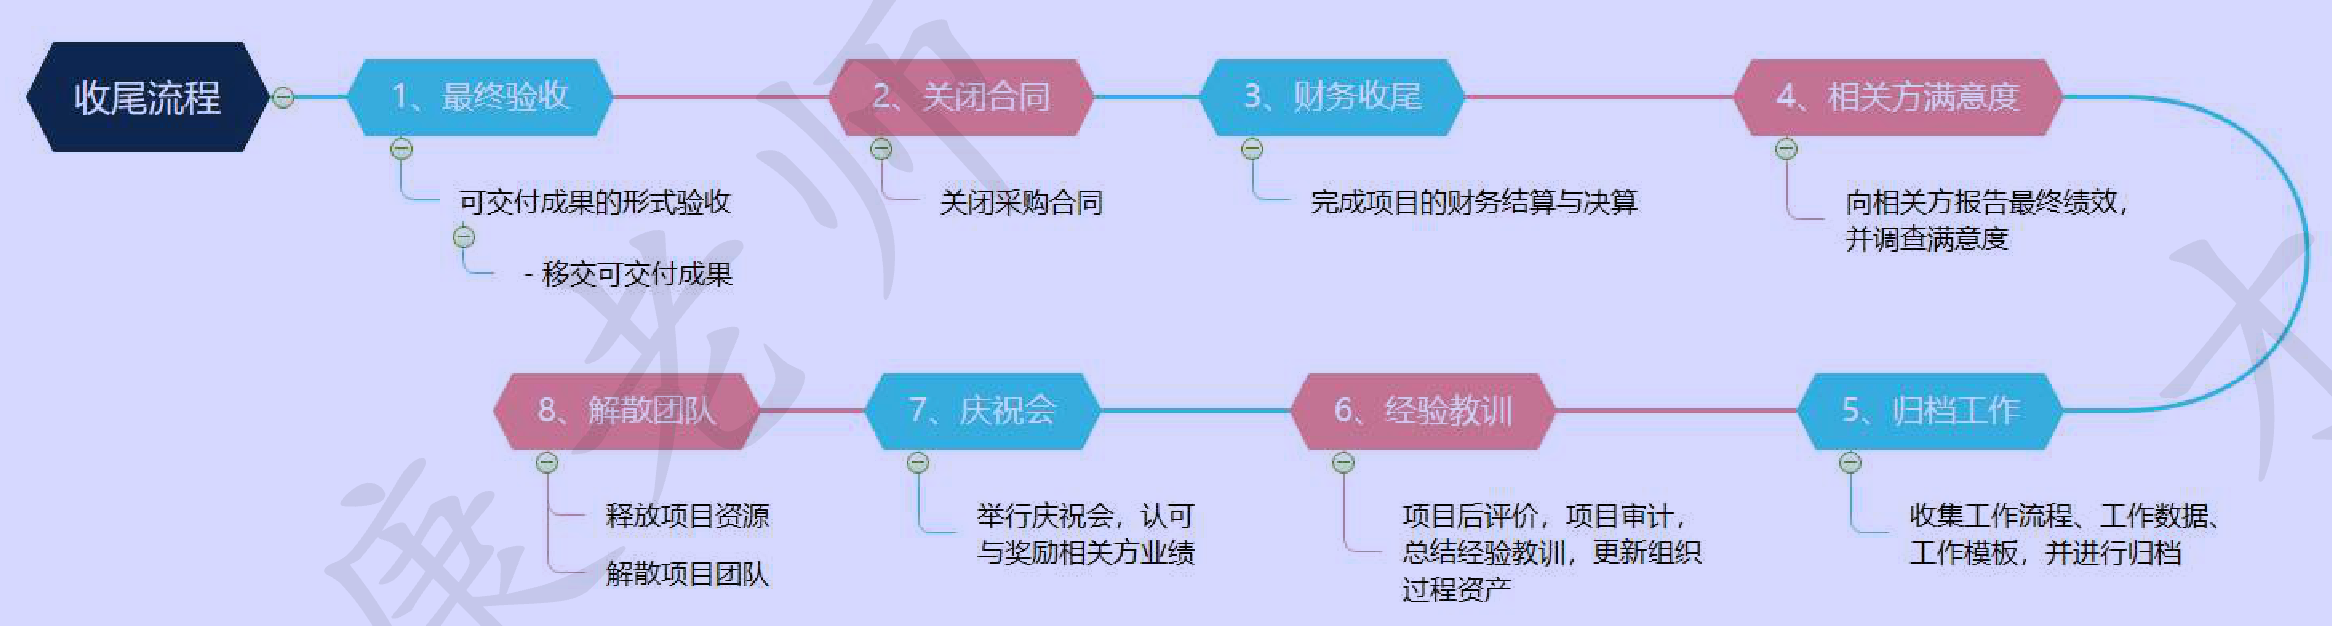 收尾流程
1、最终验收
2、关闭合同
3、财务收尾
4、相关方满意度
可交付成果的形式验收
- 移交可交付成果
关闭采购合同
完成项目的财务结算与决算
向相关方报告最终绩效，
并调查满意度
5、归档工作
收集工作流程、工作数据、
工作模板，并进行归档
6、经验教训
项目后评价，项目审计，
总结经验教训，更新组织
过程资产
7、庆祝会
举行庆祝会，认可
与奖励相关方业绩
8、解散团队
释放项目资源
解散项目团队
康老师